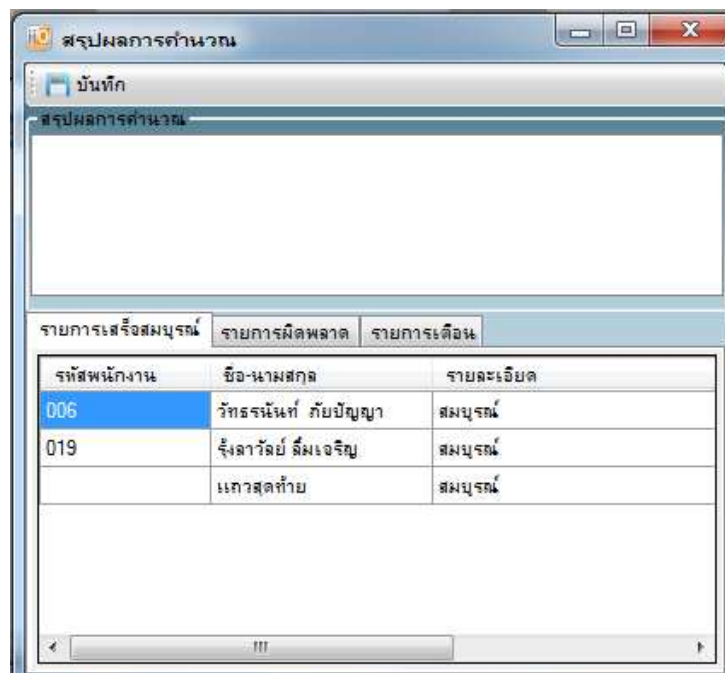 สรุปผลการคำนวณ
บันทึก
สรุปผลการคำนวณ
รายการเสร็จสมบูรณ์ รายการผิดพลาด รายการเตือน
รหัสพนักงาน ชื่อ-นามสกุล รายละเอียด
006 วัทธรนันท์ ภัยปัญญา สมบูรณ์
019 รุ้งลาวัลย์ ลิ้มเจริญ สมบูรณ์
แถวสุดท้าย สมบูรณ์